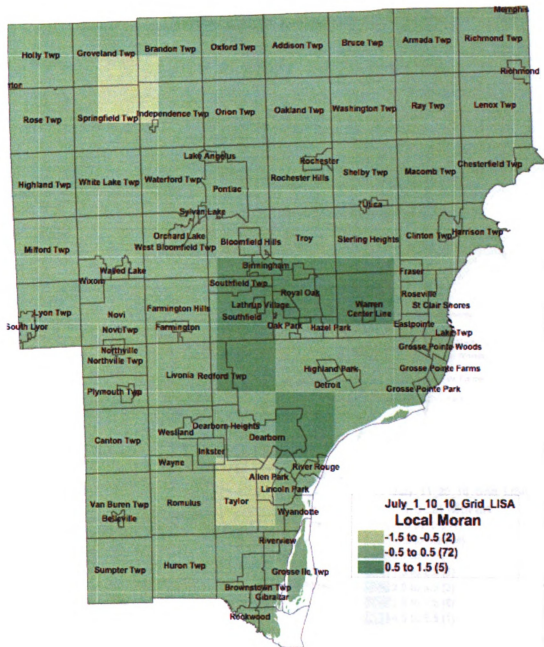 Memphis
Holly Twp
Groveland Twp
Brandon Twp
Oxford Twp
Addison Twp
Bruce Twp
Armada Twp
Richmond Twp
Richmond
Rose Twp
Springfield Twp
Independence Twp
Orion Twp
Oakland Twp
Washington Twp
Ray Twp
Lenox Twp
Lake Angelus
Rochester
Chesterfield Twp
Highland Twp
White Lake Twp
Waterford Twp
Pontiac
Rochester Hills
Shelby Twp
Macomb Twp
Sylvan Lake
Utica
Orchard Lake
Milford Twp
West Bloomfield Twp
Bloomfield Hills
Troy
Sterling Heights
Clinton Twp
Harrison Twp
Walled Lake
Wixom
Birmingham
Fraser
Southfield Twp
Royal Oak
Roseville
Lyon Twp
Novi
Farmington Hills
Lathrup Village
Warren
St Clair Shores
South Lyon
Novi Twp
Farmington
Southfield
Oak Park
Hazel Park
Center Line
Eastpointe
Lake Twp
Northville
Grosse Pointe Woods
Northville Twp
Livonia
Redford Twp
Highland Park
Grosse Pointe Farms
Detroit
Plymouth Twp
Grosse Pointe Park
Dearborn Heights
Canton Twp
Westland
Dearborn
Inkster
Wayne
River Rouge
Allen Park
Lincoln Park
Van Buren Twp
Romulus
Taylor
Belleville
Wyandotte
Riverview
Sumpter Twp
Huron Twp
Grosse Ile Twp
Brownstown Twp
Gibraltar
Rockwood
July_1_10_10_Grid_LISA
Local Moran
-1.5 to -0.5 (2)
-0.5 to 0.5 (72)
0.5 to 1.5 (5)